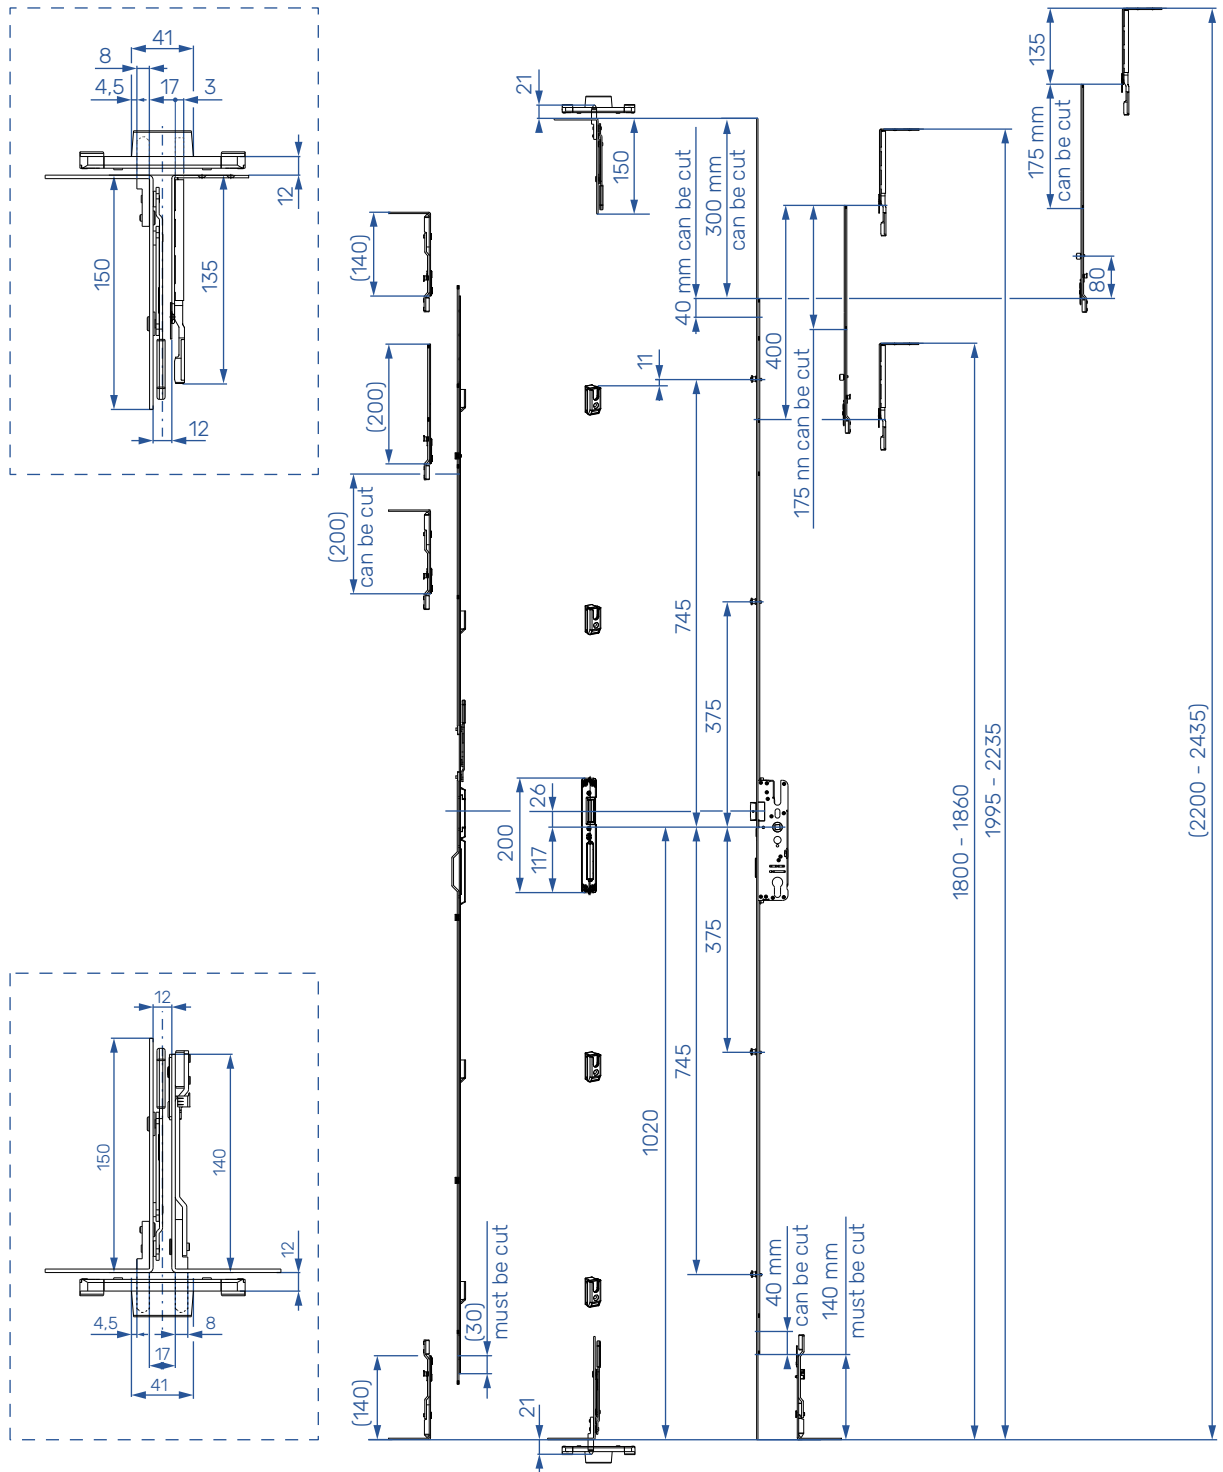 41
8
4,5
17
3
12
150
135
12
(140)
(200)
(200)
can be cut
21
150
40 mm can be cut
300 mm
can be cut
11
400
175 nn can be cut
135
175 mm
can be cut
80
745
375
26
200
117
1800 - 1860
1995 - 2235
(2200 - 2435)
375
745
1020
12
150
140
12
4,5
8
17
41
(140)
(30)
must be cut
21
40 mm
can be cut
140 mm
must be cut